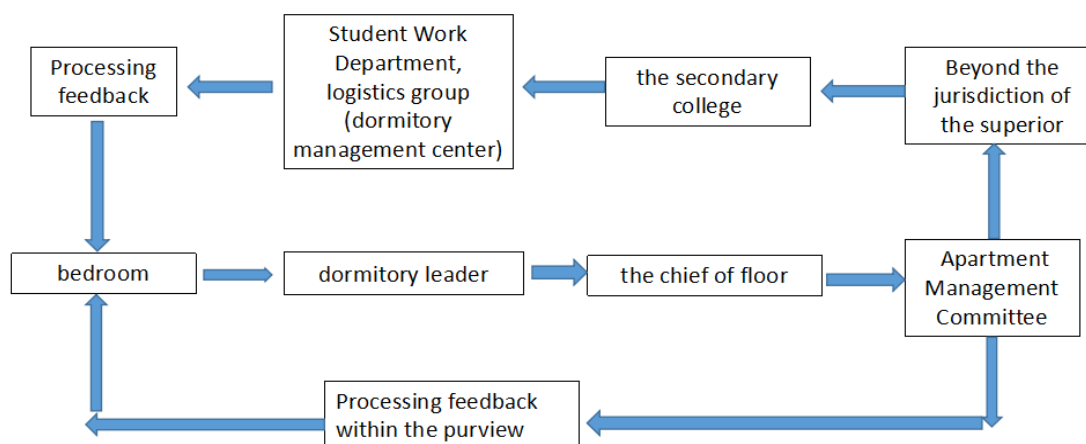 Processing
feedback
Student Work
Department,
logistics group
(dormitory
management center)
the secondary
college
Beyond the
jurisdiction of
the superior
bedroom
dormitory leader
the chief of floor
Apartment
Management
Committee
Processing feedback
within the purview